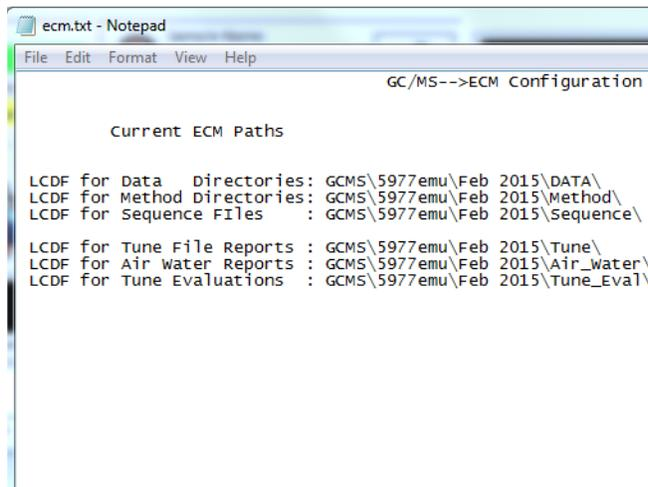 ecm.txt - Notepad
File Edit Format View Help
GC/MS-->ECM Configuration
Current ECM Paths
LCDF for Data   Directories: GCMS\5977emu\Feb 2015\DATA\
LCDF for Method Directories: GCMS\5977emu\Feb 2015\Method\
LCDF for Sequence FIles    : GCMS\5977emu\Feb 2015\Sequence\
LCDF for Tune File Reports : GCMS\5977emu\Feb 2015\Tune\
LCDF for Air Water Reports : GCMS\5977emu\Feb 2015\Air_Water\
LCDF for Tune Evaluations  : GCMS\5977emu\Feb 2015\Tune_Eval\